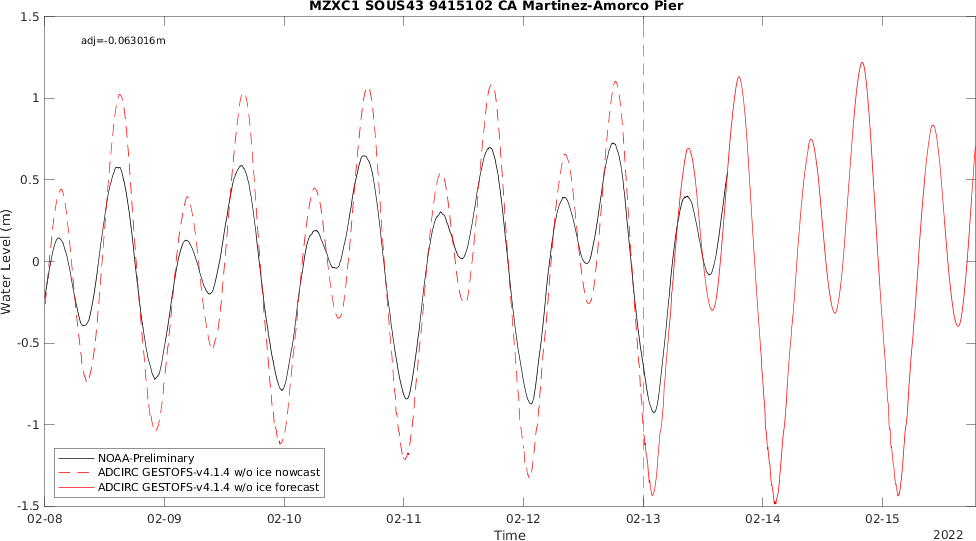 MZXC1 SOUS43 9415102 CA Martinez-Amorco Pier
adj=-0.063016m
1.5
1
0.5
0
-0.5
-1
-1.5
Water Level (m)
NOAA-Preliminary
ADCIRC GESTOFS-v4.1.4 w/o ice nowcast
ADCIRC GESTOFS-v4.1.4 w/o ice forecast
02-08 02-09 02-10 02-11 02-12 02-13 02-14 02-15
Time
2022